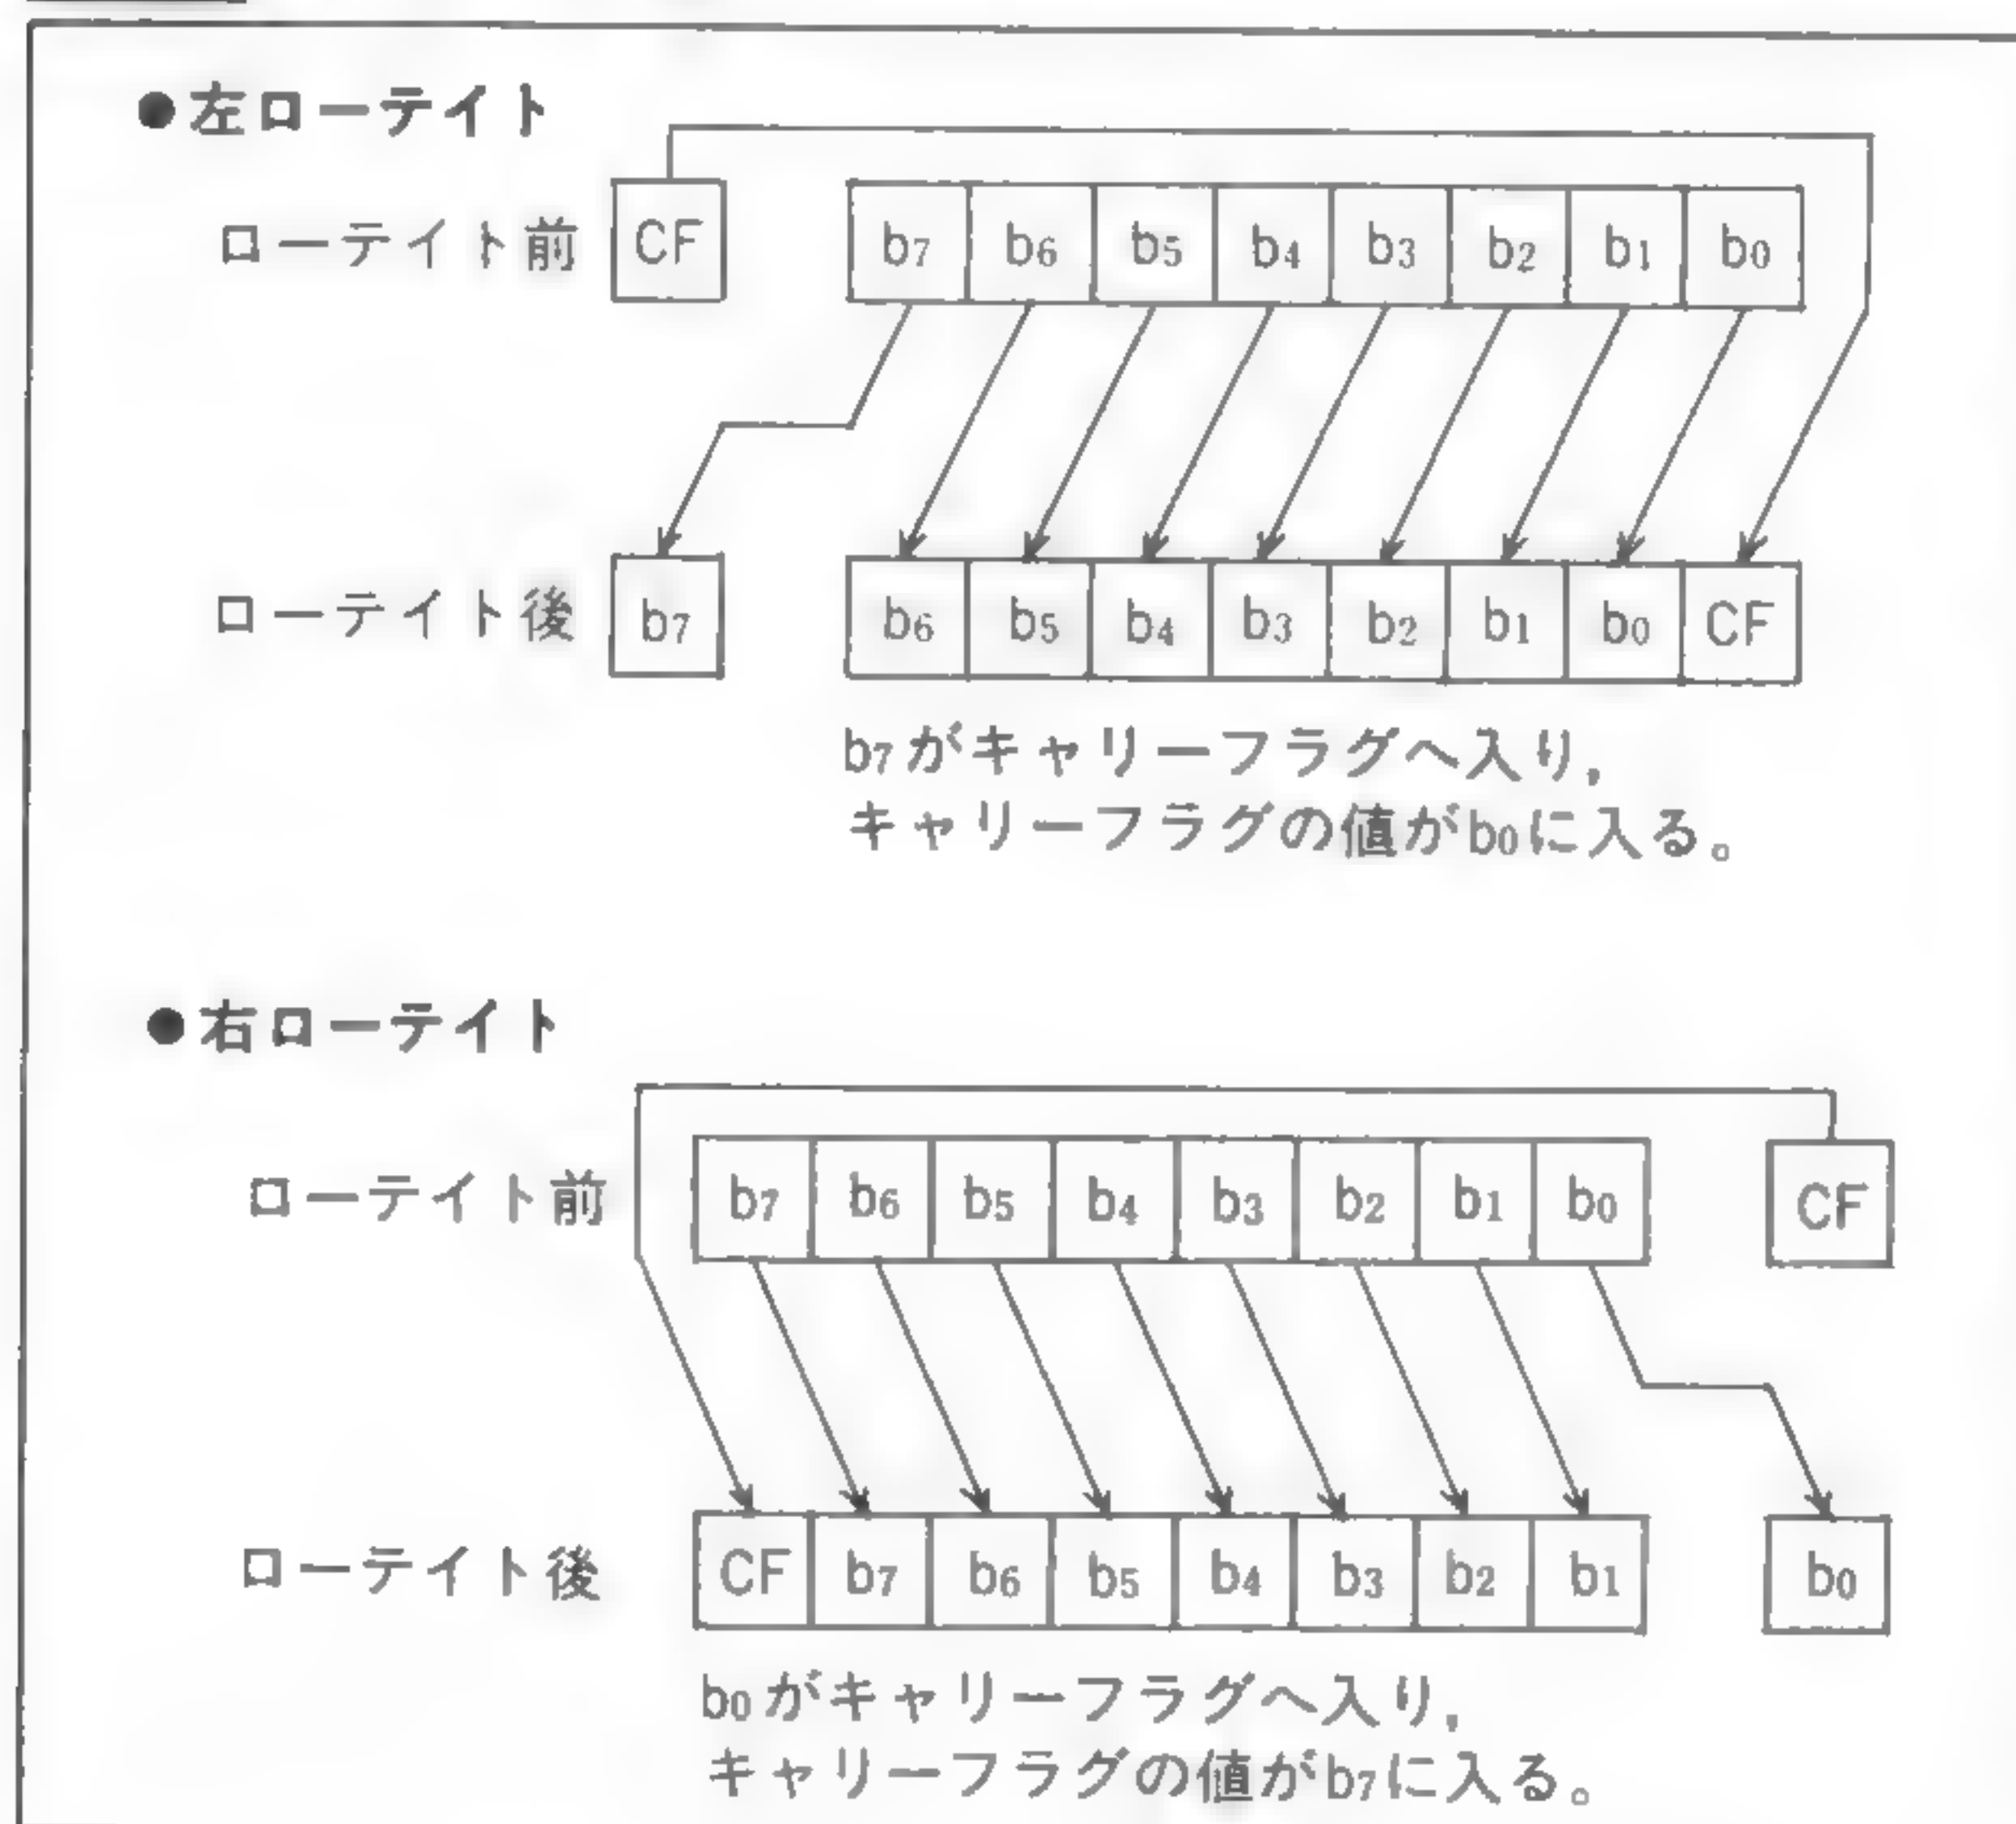 ●左ローテイト
ローテイト前 CF b7 b6 b5 b4 b3 b2 b1 b0
ローテイト後 b7 b6 b5 b4 b3 b2 b1 b0 CF
b7がキャリーフラグへ入り，
キャリーフラグの値がb0に入る。
●右ローテイト
ローテイト前 b7 b6 b5 b4 b3 b2 b1 b0 CF
ローテイト後 CF b7 b6 b5 b4 b3 b2 b1 b0
b0がキャリーフラグへ入り，
キャリーフラグの値がb7に入る。